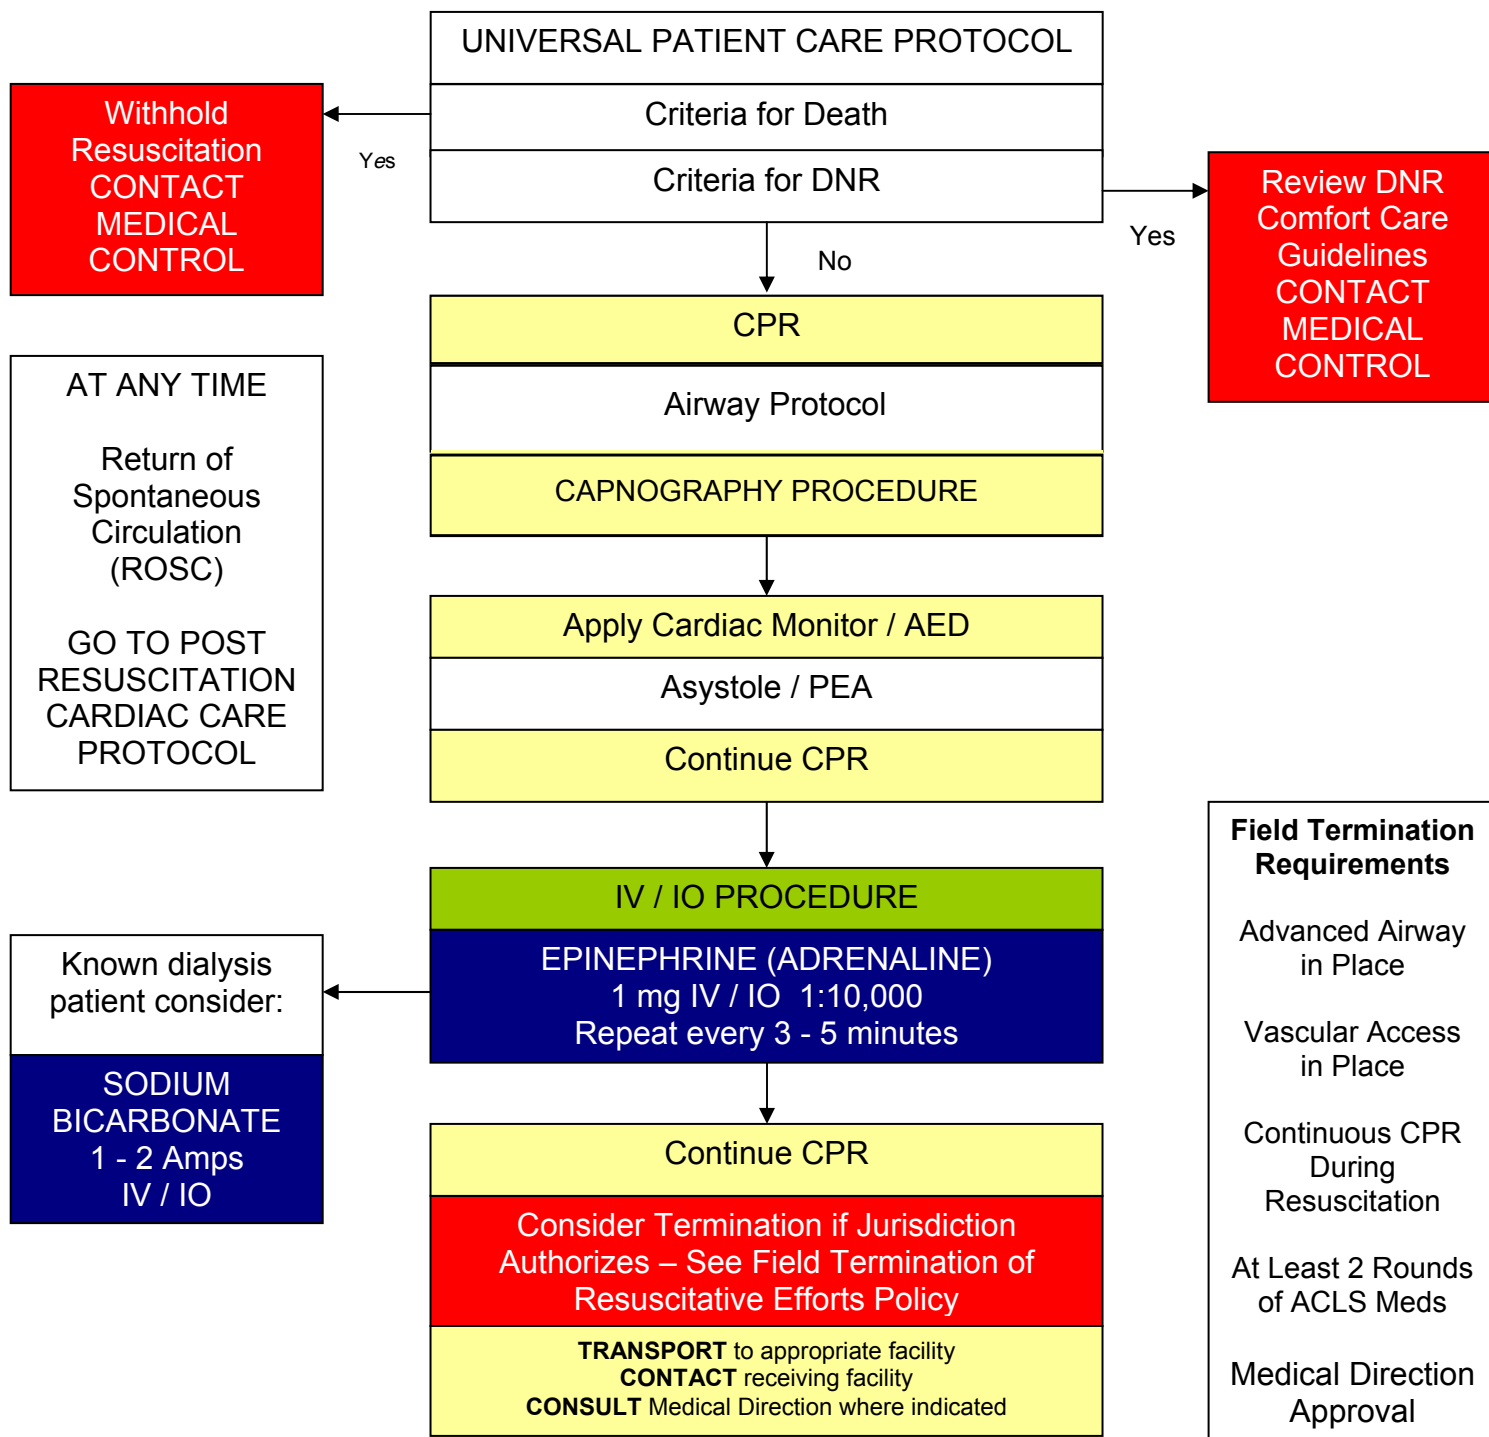 UNIVERSAL PATIENT CARE PROTOCOL
Criteria for Death
Criteria for DNR
Yes
Withhold
Resuscitation
CONTACT
MEDICAL
CONTROL
Yes
Review DNR
Comfort Care
Guidelines
CONTACT
MEDICAL
CONTROL
No
CPR
Airway Protocol
CAPNOGRAPHY PROCEDURE
AT ANY TIME
Return of
Spontaneous
Circulation
(ROSC)
GO TO POST
RESUSCITATION
CARDIAC CARE
PROTOCOL
Apply Cardiac Monitor / AED
Asystole / PEA
Continue CPR
IV / IO PROCEDURE
EPINEPHRINE (ADRENALINE)
1 mg IV / IO 1:10,000
Repeat every 3 - 5 minutes
Known dialysis
patient consider:
SODIUM
BICARBONATE
1 - 2 Amps
IV / IO
Continue CPR
Consider Termination if Jurisdiction
Authorizes – See Field Termination of
Resuscitative Efforts Policy
TRANSPORT to appropriate facility
CONTACT receiving facility
CONSULT Medical Direction where indicated
Field Termination
Requirements
Advanced Airway
in Place
Vascular Access
in Place
Continuous CPR
During
Resuscitation
At Least 2 Rounds
of ACLS Meds
Medical Direction
Approval